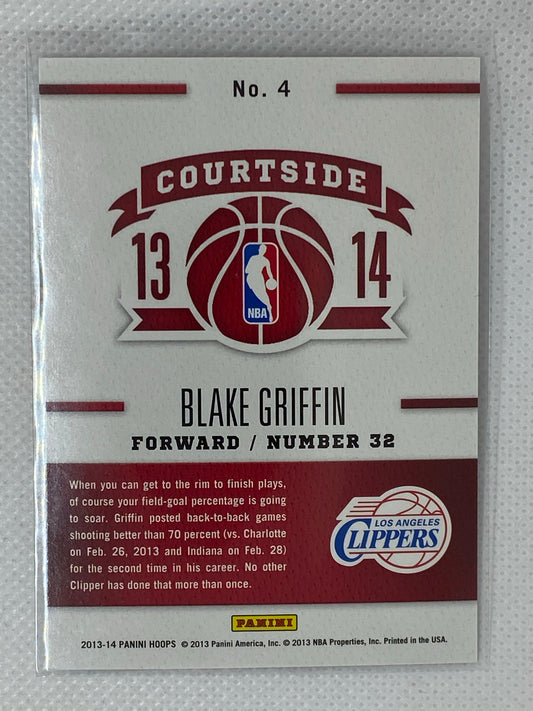 No. 4
COURTSIDE
13 14
NBA
BLAKE GRIFFIN
FORWARD / NUMBER 32
When you can get to the rim to finish plays,
of course your field-goal percentage is going
to soar. Griffin posted back-to-back games
shooting better than 70 percent (vs. Charlotte
on Feb. 26, 2013 and Indiana on Feb. 28)
for the second time in his career. No other
Clipper has done that more than once.
LOS ANGELES
CLIPPERS
PANINI
2013-14 PANINI HOOPS © 2013 Panini America, Inc. © 2013 NBA Properties, Inc. Printed in the USA.